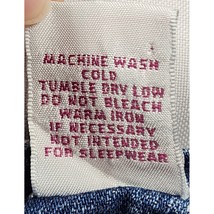 MACHINE WASH
COLD
TUMBLE DRY LOW
DO NOT BLEACH
WARM IRON
IF NECESSARY
NOT INTENDED
FOR SLEEPWEAR